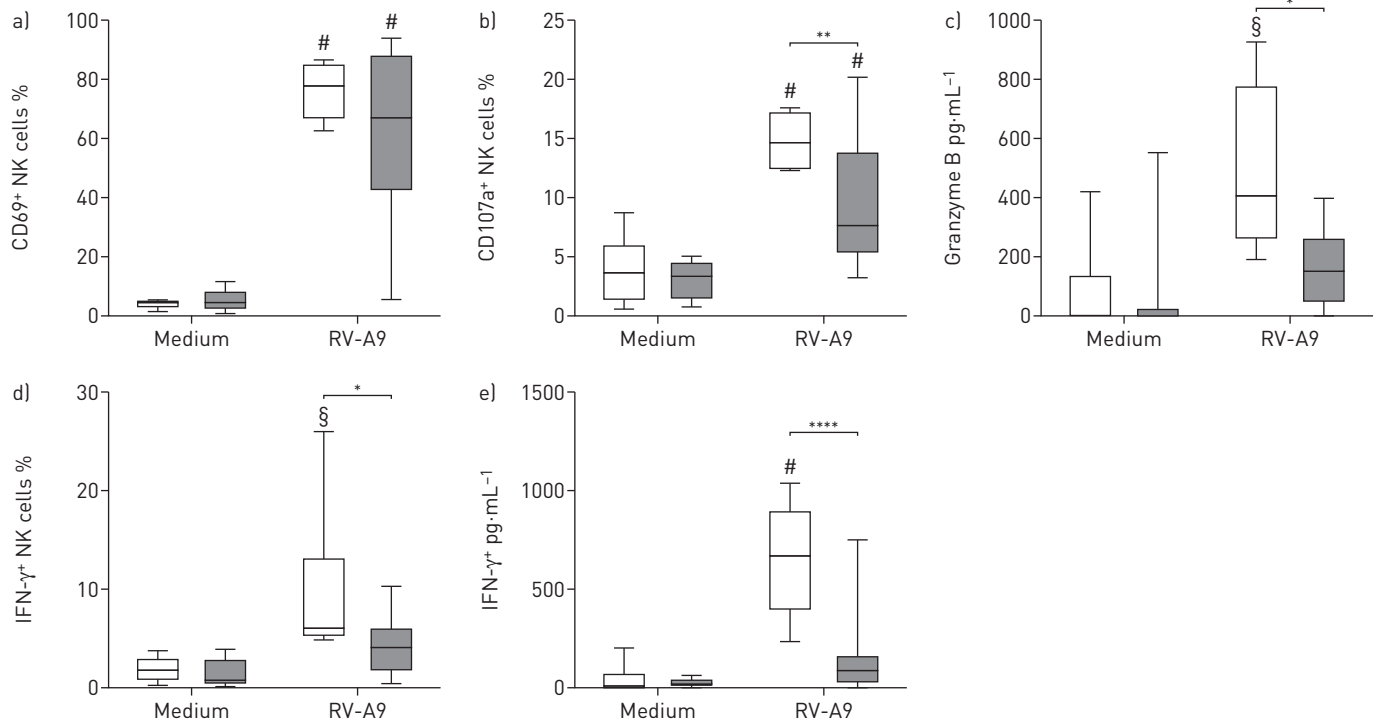 a)
CD69⁺ NK cells %
100
80
60
40
20
0
#
#
Medium
RV-A9
b)
CD107a⁺ NK cells %
25
20
15
10
5
0
**
#
#
Medium
RV-A9
c)
Granzyme B pg·mL⁻¹
1000
800
600
400
200
0
*
§
Medium
RV-A9
d)
IFN-γ⁺ NK cells %
30
20
10
0
*
§
Medium
RV-A9
e)
IFN-γ⁺ pg·mL⁻¹
1500
1000
500
0
****
#
Medium
RV-A9